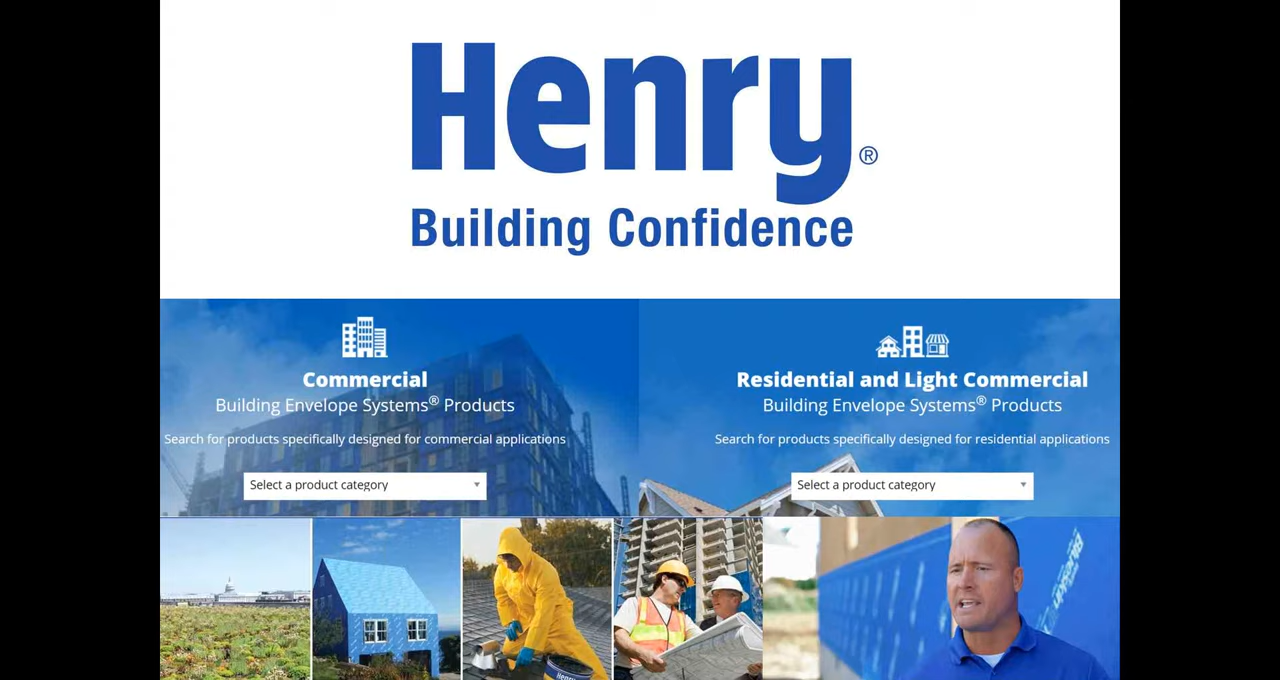 Henry®
Building Confidence
Commercial
Building Envelope Systems® Products
Search for products specifically designed for commercial applications
Select a product category
Residential and Light Commercial
Building Envelope Systems® Products
Search for products specifically designed for residential applications
Select a product category
Henry